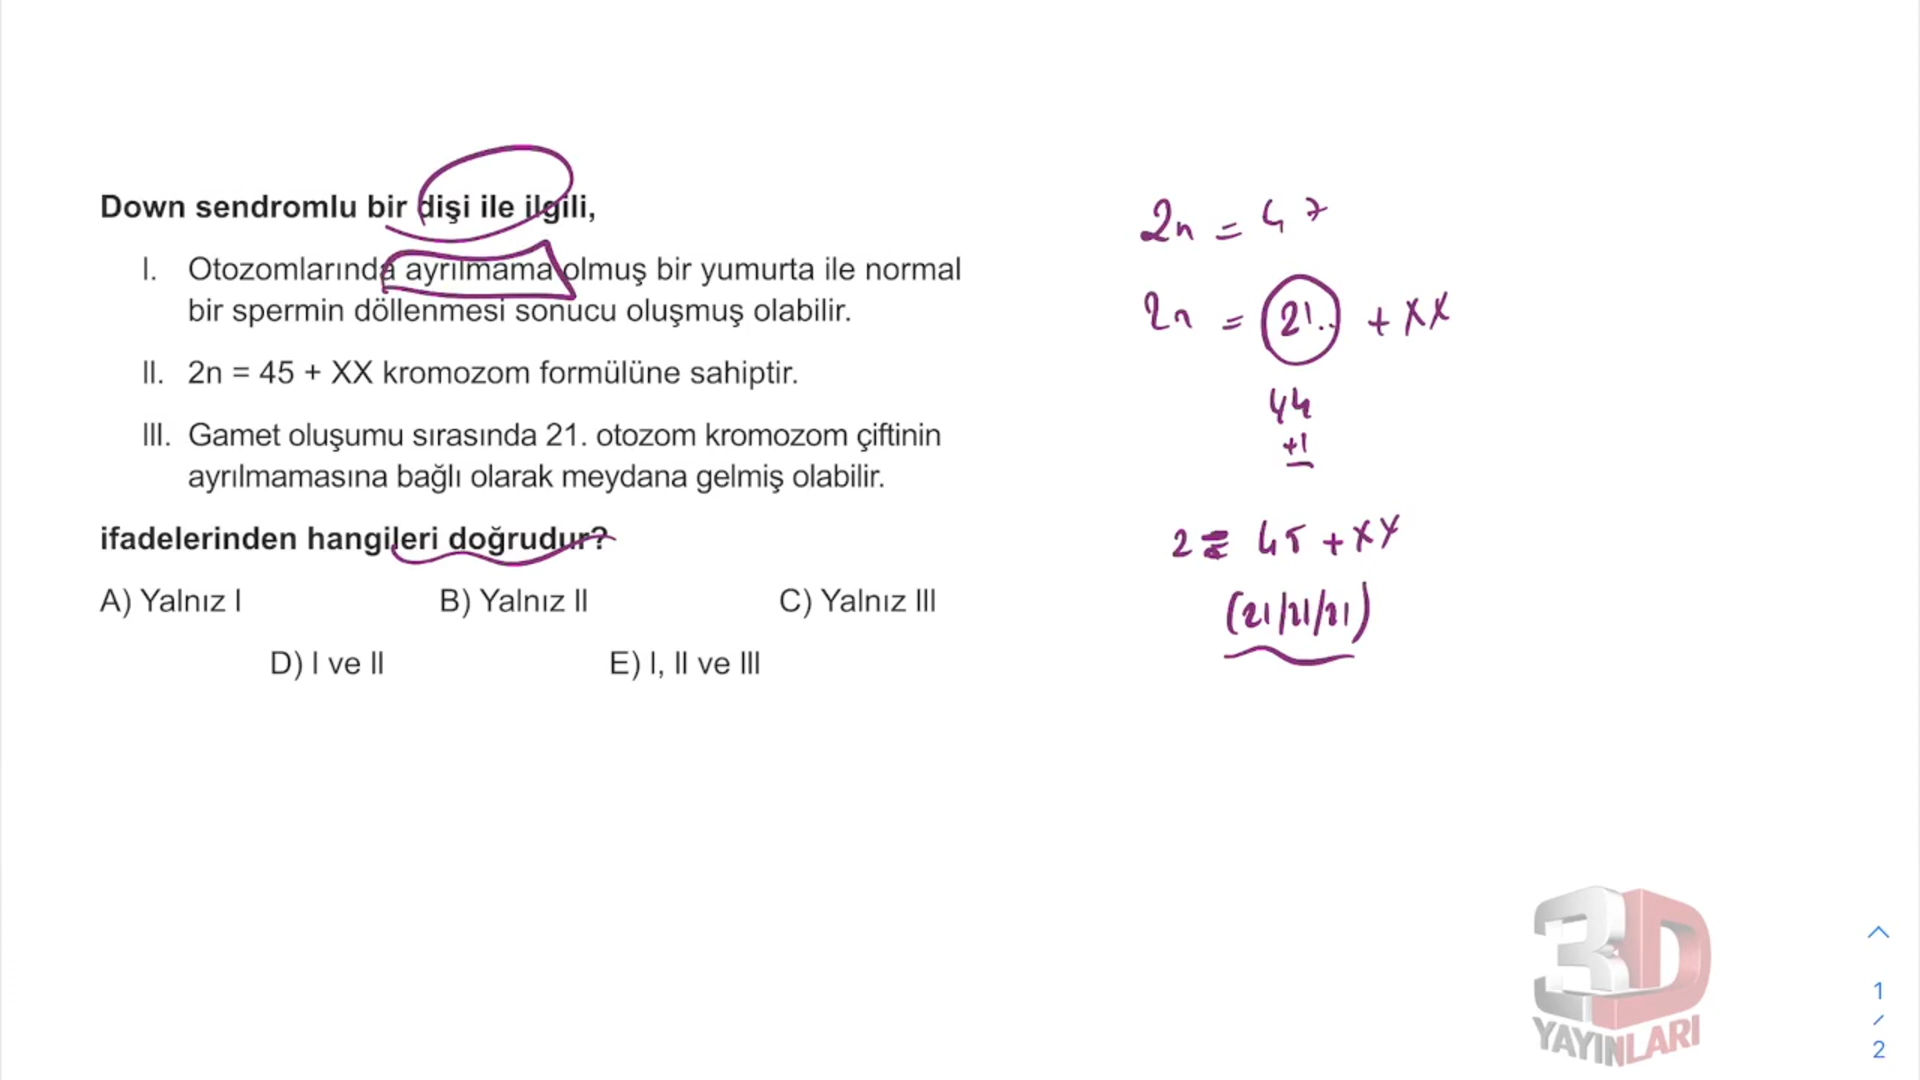 Down sendromlu bir dişi ile ilgili,
I. Otozomlarında ayrılmama olmuş bir yumurta ile normal
bir spermin döllenmesi sonucu oluşmuş olabilir.
II. 2n = 45 + XX kromozom formülüne sahiptir.
III. Gamet oluşumu sırasında 21. otozom kromozom çiftinin
ayrılmamasına bağlı olarak meydana gelmiş olabilir.
ifadelerinden hangileri doğrudur?
A) Yalnız I B) Yalnız II C) Yalnız III
D) I ve II E) I, II ve III
2n = 47
2n = 21.. + XX
44
+1
2 = 45 + XX
(21/21/21)
3D
YAYINLARI
1
/
2